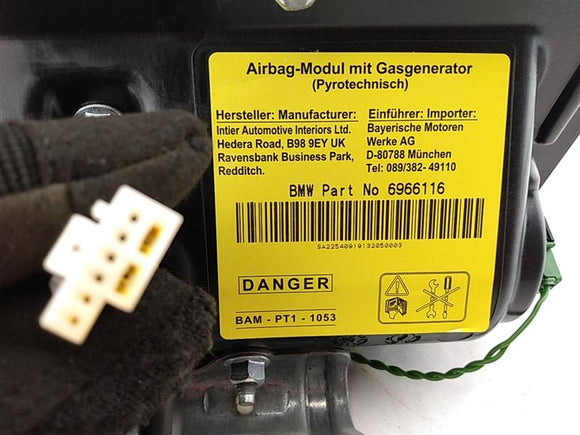 Airbag-Modul mit Gasgenerator
(Pyrotechnisch)
Hersteller: Manufacturer:
Intier Automotive Interiors Ltd.
Hedera Road, B98 9EY UK
Ravensbank Business Park,
Redditch.
Einführer: Importer:
Bayerische Motoren
Werke AG
D-80788 München
Tel: 089/382- 49110
BMW Part No 6966116
SA22540919132050003
DANGER
BAM - PT1 - 1053